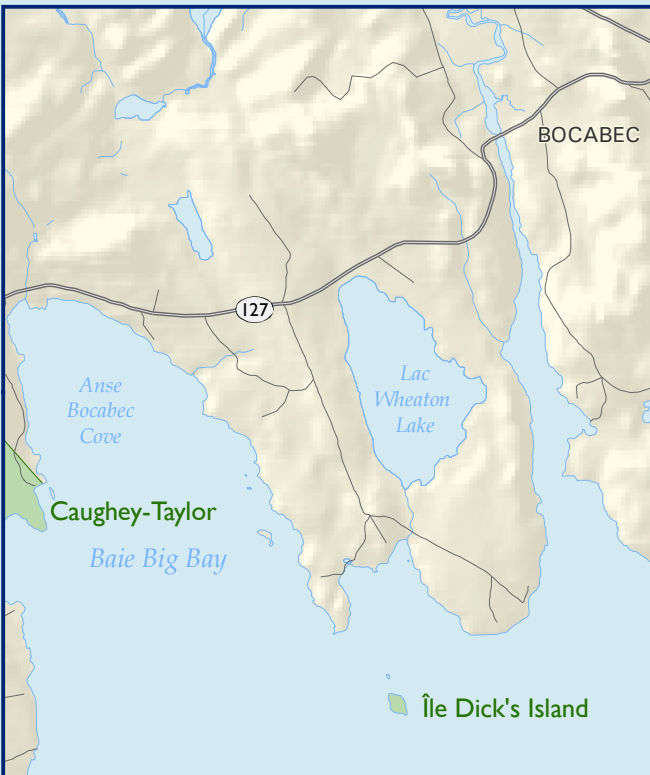 BOCABEC
127
Anse
Bocabec
Cove
Lac
Wheaton
Lake
Caughey-Taylor
Baie Big Bay
Île Dick's Island